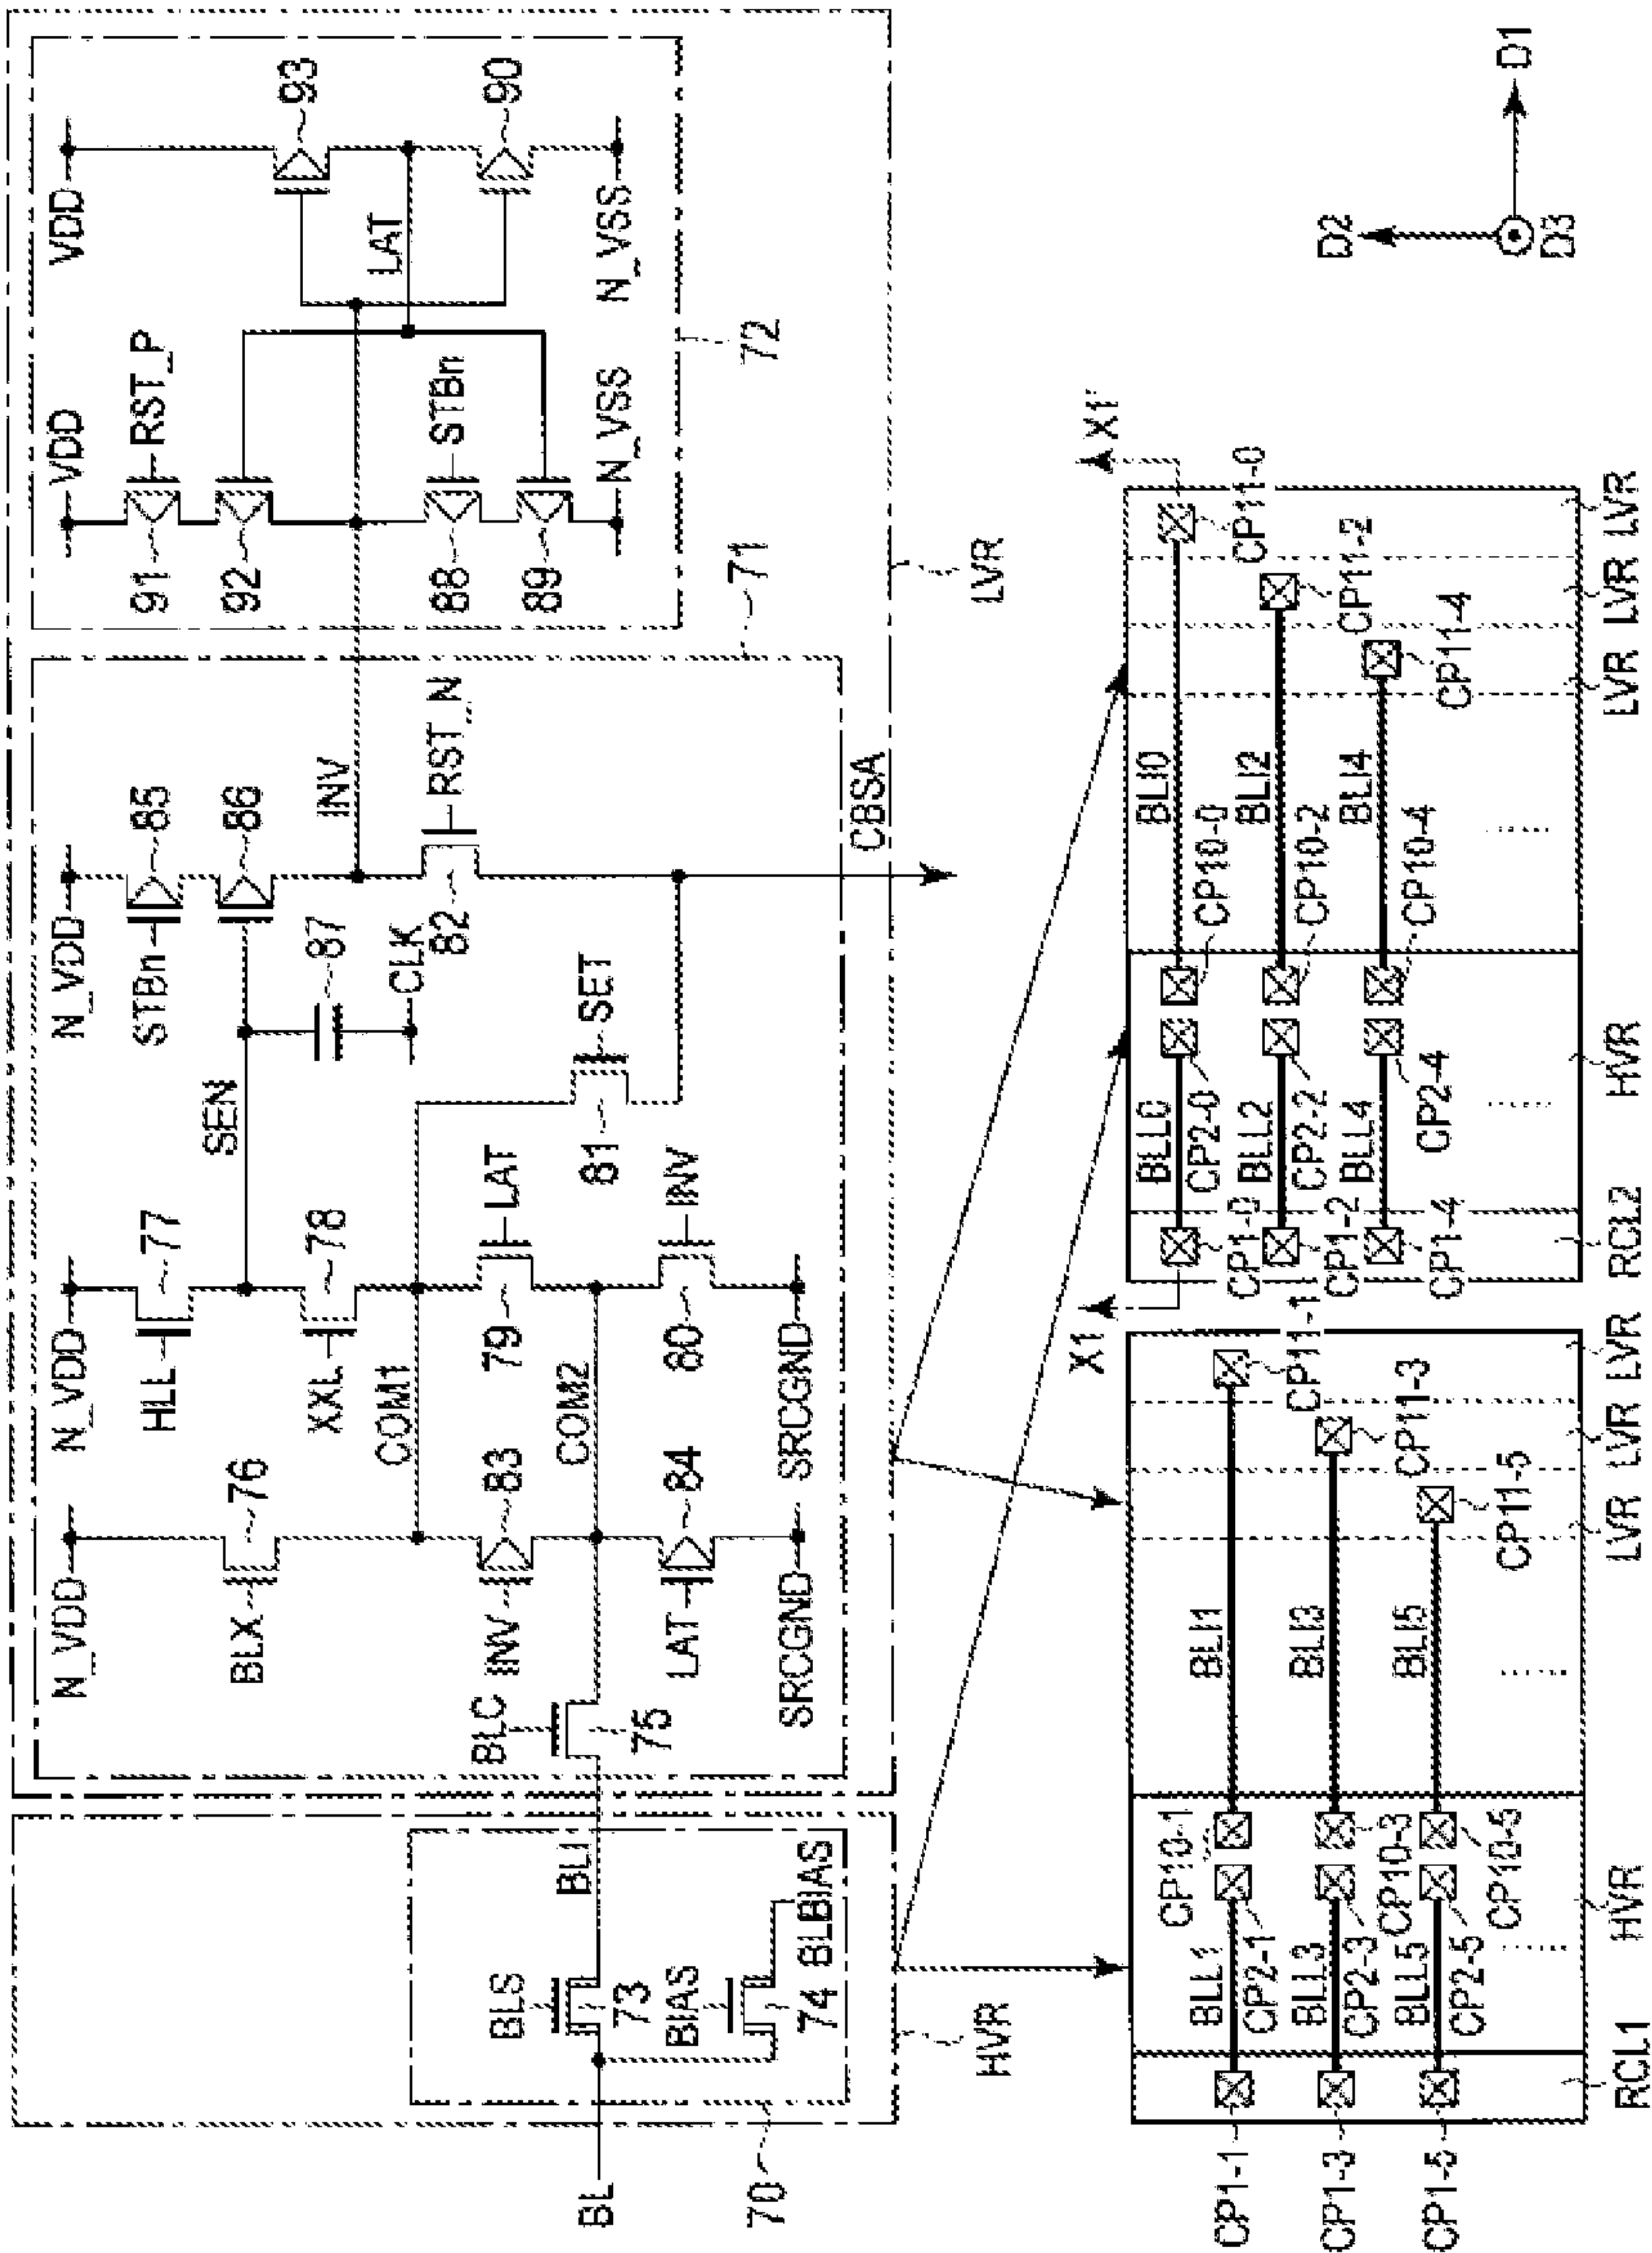 BL
70
BLS
73
BIAS
74
BLBIAS
BLI
HVR
N_VDD
N_VDD
N_VDD
BLX
76
HLL
77
XXL
78
SEN
STBn
85
86
87
CLK
INV
COM1
BLC
75
INV
83
79
LAT
81
SET
82
RST_N
COM2
LAT
84
80
INV
SRCGND
SRCGND
CBSA
71
LVR
VDD
VDD
91
RST_P
92
93
LAT
88
STBn
89
90
N_VSS
N_VSS
72
CP1-1
CP1-3
CP1-5
RCL1
BLL1
CP2-1
BLL3
CP2-3
BLL5
CP2-5
CP10-1
CP10-3
CP10-5
HVR
BLI1
BLI3
BLI5
CP11-1
CP11-3
CP11-5
LVR LVR LVR
X1
X1'
CP1-0
CP1-2
CP1-4
RCL2
BLL0
CP2-0
BLL2
CP2-2
BLL4
CP2-4
HVR
CP10-0
CP10-2
CP10-4
BLI0
BLI2
BLI4
CP11-0
CP11-2
CP11-4
LVR LVR LVR
D2
D3
D1